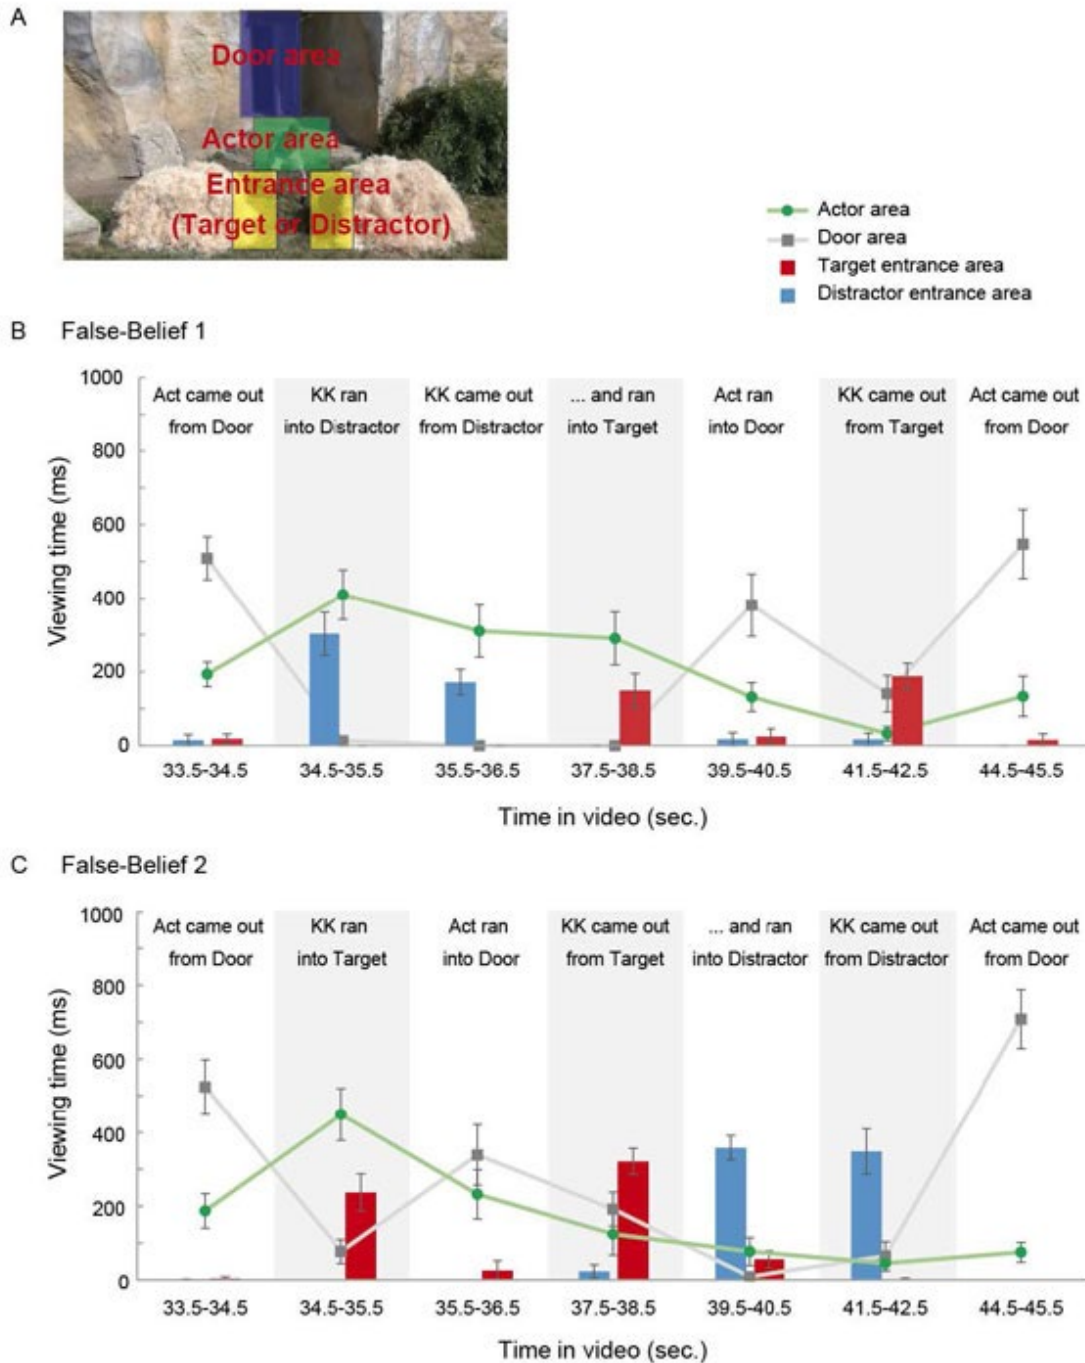 A
Door area
Actor area
Entrance area
(Target or Distractor)
Actor area
Door area
Target entrance area
Distractor entrance area
B False-Belief 1
1000
800
600
400
200
0
Viewing time (ms)
Act came out
from Door
KK ran
into Distractor
KK came out
from Distractor
... and ran
into Target
Act ran
into Door
KK came out
from Target
Act came out
from Door
33.5-34.5
34.5-35.5
35.5-36.5
37.5-38.5
39.5-40.5
41.5-42.5
44.5-45.5
Time in video (sec.)
C False-Belief 2
1000
800
600
400
200
0
Viewing time (ms)
Act came out
from Door
KK ran
into Target
Act ran
into Door
KK came out
from Target
... and ran
into Distractor
KK came out
from Distractor
Act came out
from Door
33.5-34.5
34.5-35.5
35.5-36.5
37.5-38.5
39.5-40.5
41.5-42.5
44.5-45.5
Time in video (sec.)